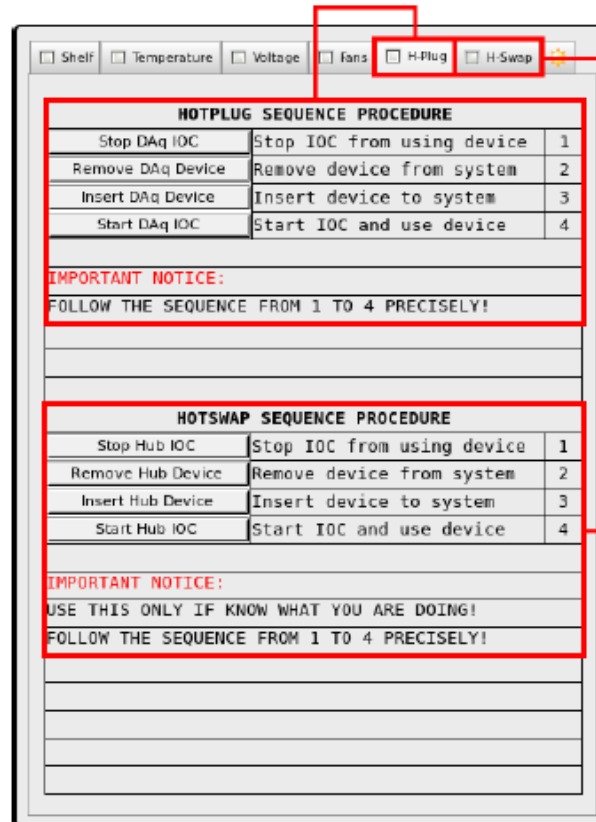 Shelf Temperature Voltage Fans H-Plug H-Swap
HOTPLUG SEQUENCE PROCEDURE
Stop DAq IOC Stop IOC from using device 1
Remove DAq Device Remove device from system 2
Insert DAq Device Insert device to system 3
Start DAq IOC Start IOC and use device 4
IMPORTANT NOTICE:
FOLLOW THE SEQUENCE FROM 1 TO 4 PRECISELY!
HOTSWAP SEQUENCE PROCEDURE
Stop Hub IOC Stop IOC from using device 1
Remove Hub Device Remove device from system 2
Insert Hub Device Insert device to system 3
Start Hub IOC Start IOC and use device 4
IMPORTANT NOTICE:
USE THIS ONLY IF KNOW WHAT YOU ARE DOING!
FOLLOW THE SEQUENCE FROM 1 TO 4 PRECISELY!